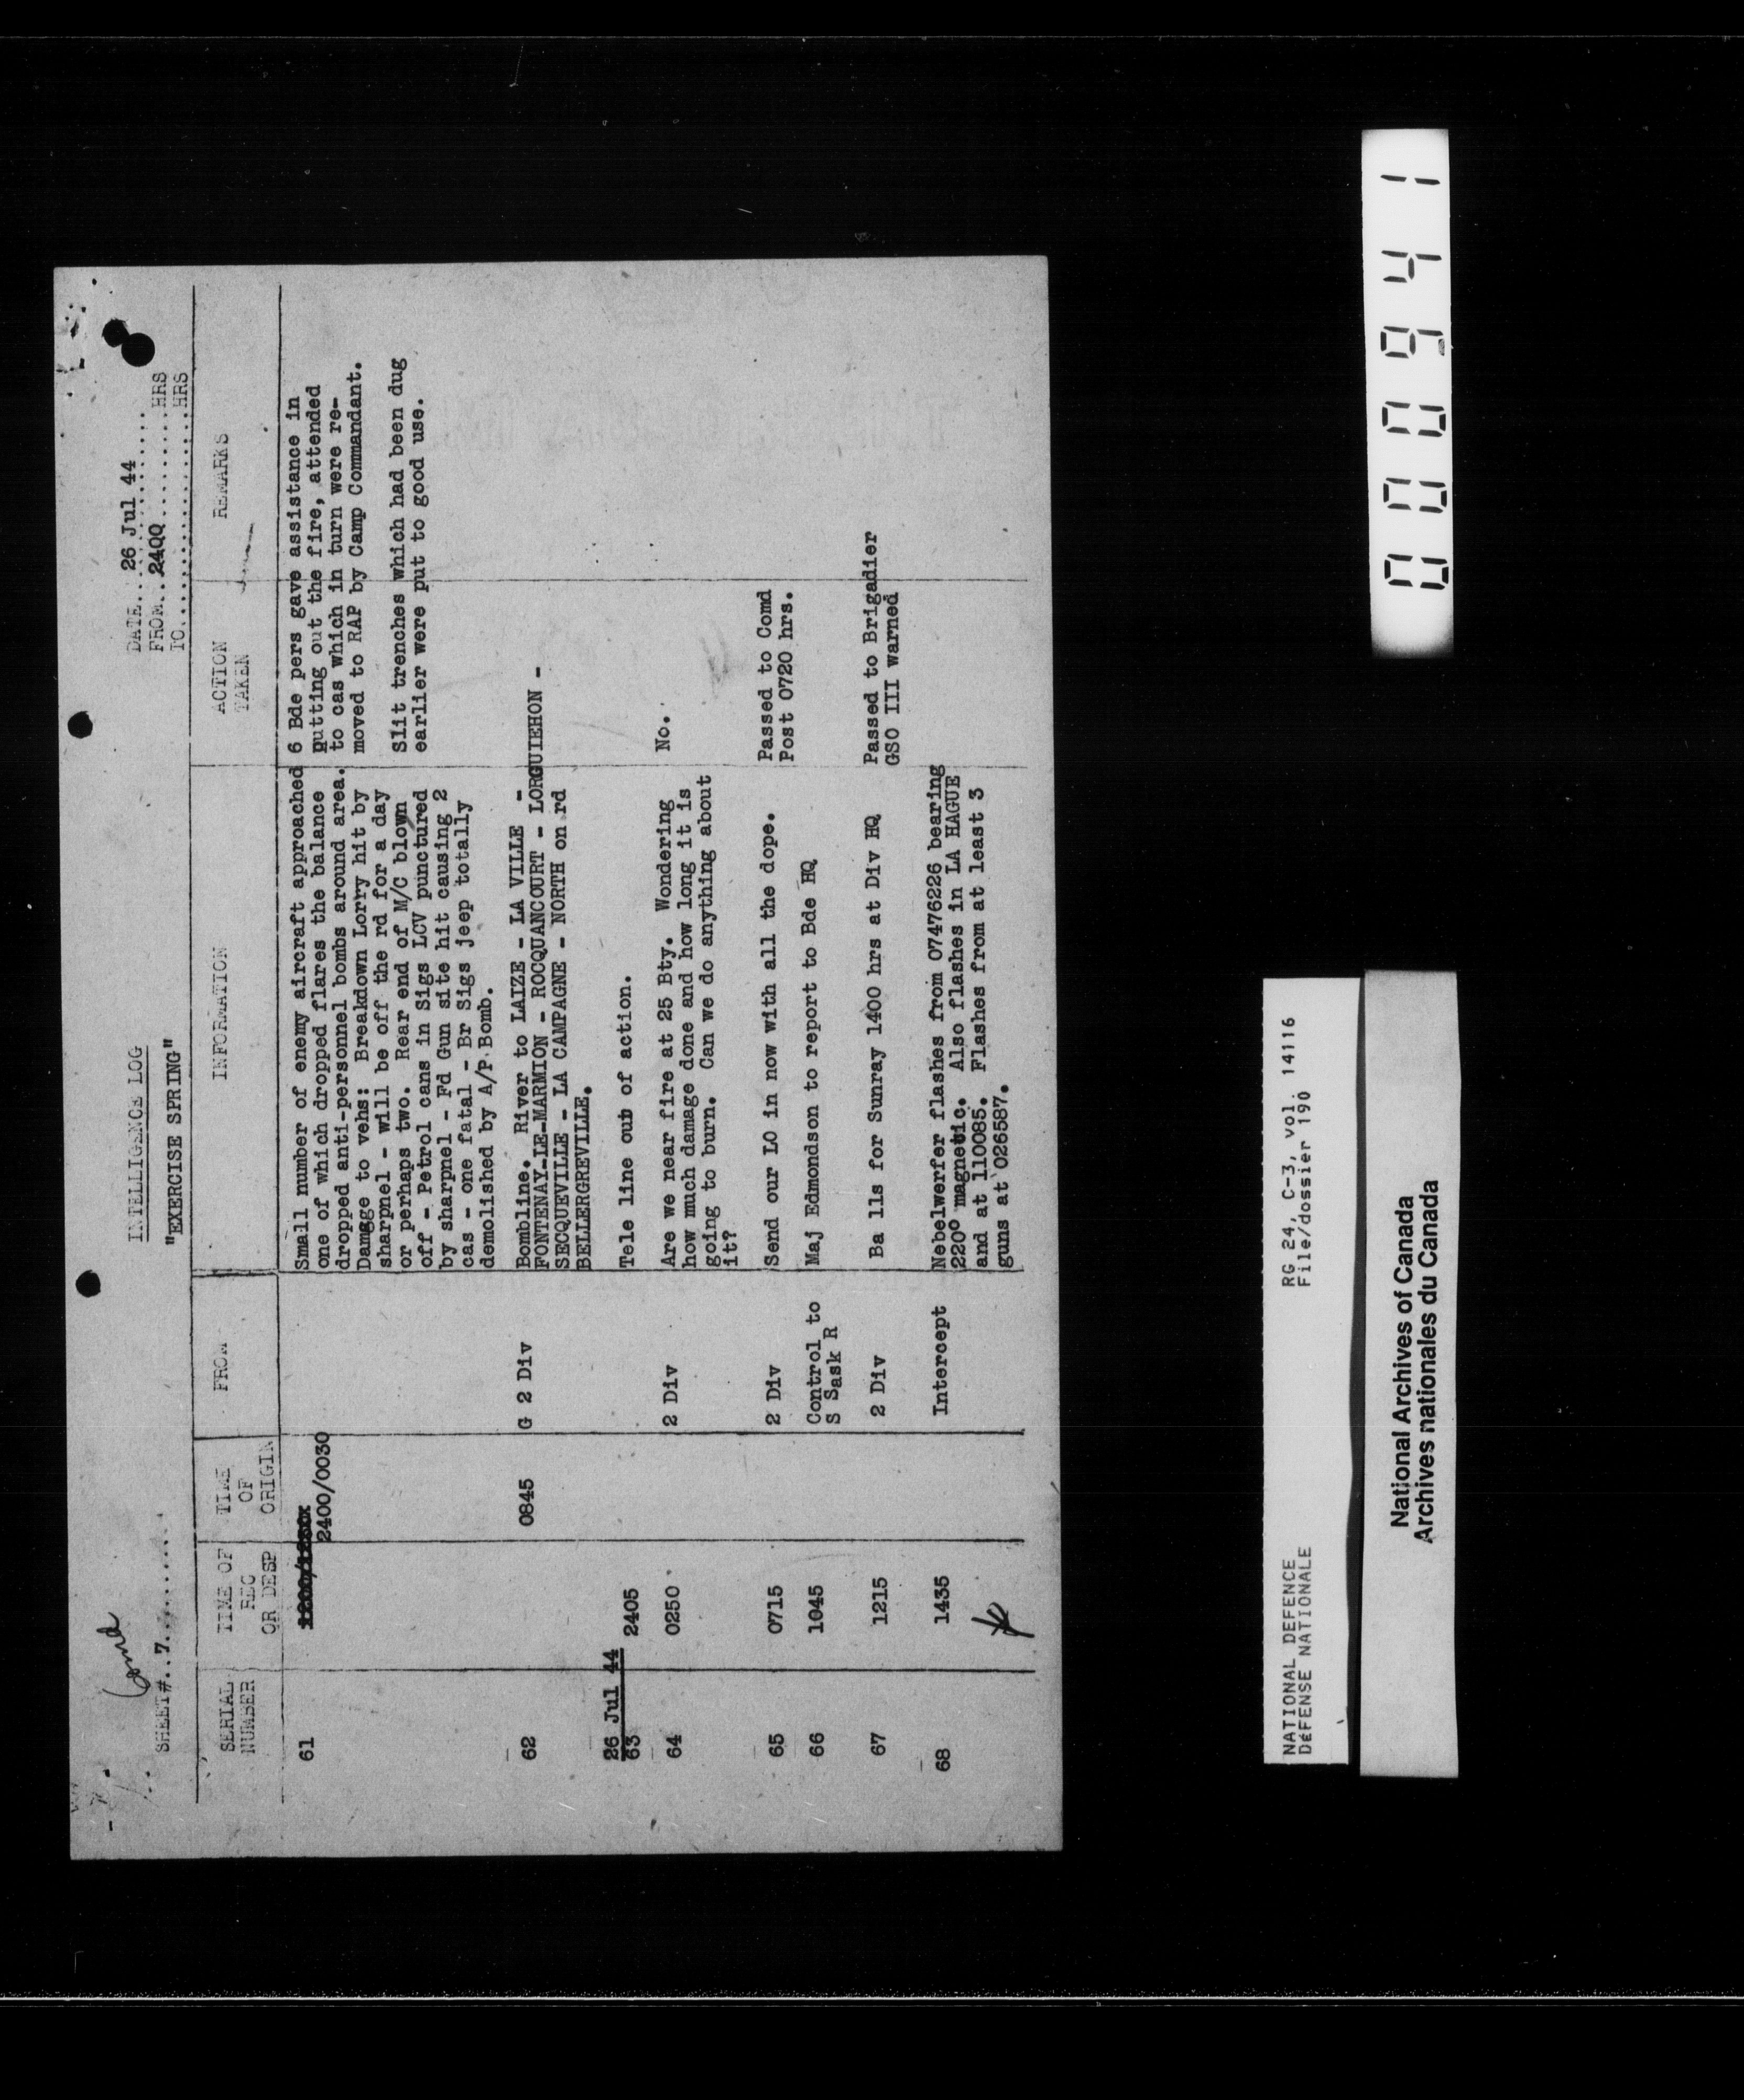 INTELLIGENCE LOG
"EXERCISE SPRING"
SHEET#..7.........
DATE...26 Jul 44.......
FROM..2400.........HRS
TO.................HRS
SERIAL NUMBER
TIME OF REC OR DESP
TIME OF ORIGIN
FROM
INFORMATION
ACTION TAKEN
REMARKS
61
2400/0030
Small number of enemy aircraft approached
one of which dropped flares the balance
dropped anti-personnel bombs around area.
Damage to vehs: Breakdown Lorry hit by
sharpnel - will be off the rd for a day
or perhaps two. Rear end of M/C blown
off - Petrol cans in Sigs LCV punctured
by sharpnel - Fd Gun site hit causing 2
cas - one fatal - Br Sigs jeep totally
demolished by A/P Bomb.
6 Bde pers gave assistance in
putting out the fire, attended
to cas which in turn were re-
moved to RAP by Camp Commandant.
Slit trenches which had been dug
earlier were put to good use.
62
0845
G 2 Div
Bombline. River to LAIZE - LA VILLE -
FONTENAY-LE-MARMION - ROCQUANCOURT - LORGUIEHON -
SECQUEVILLE - LA CAMPAGNE - NORTH on rd
BELLERGREVILLE.
26 Jul 44
63
2405
Tele line out of action.
64
0250
2 Div
Are we near fire at 25 Bty. Wondering
how much damage done and how long it is
going to burn. Can we do anything about
it?
No.
65
0715
2 Div
Send our LO in now with all the dope.
Passed to Comd
Post 0720 hrs.
66
1045
Control to
S Sask R
Maj Edmondson to report to Bde HQ
67
1215
2 Div
Ba lls for Sunray 1400 hrs at Div HQ
Passed to Brigadier
GSO III warned
68
1435
Intercept
Nebelwerfer flashes from 07476226 bearing
220° magnetic. Also flashes in LA HAGUE
and at 110085. Flashes from at least 3
guns at 026587.
000941
NATIONAL DEFENCE
DéFENSE NATIONALE
RG 24, C-3, vol. 14116
File/dossier 190
National Archives of Canada
Archives nationales du Canada